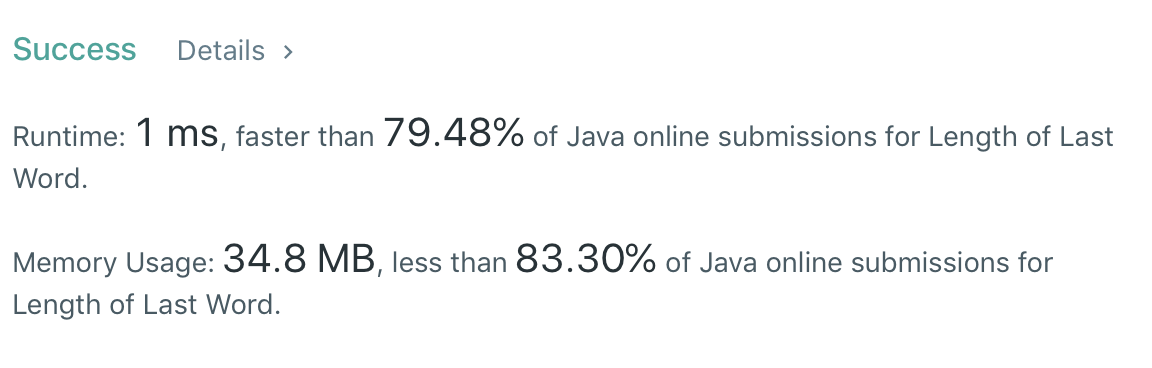 Success Details >
Runtime: 1 ms, faster than 79.48% of Java online submissions for Length of Last
Word.
Memory Usage: 34.8 MB, less than 83.30% of Java online submissions for
Length of Last Word.